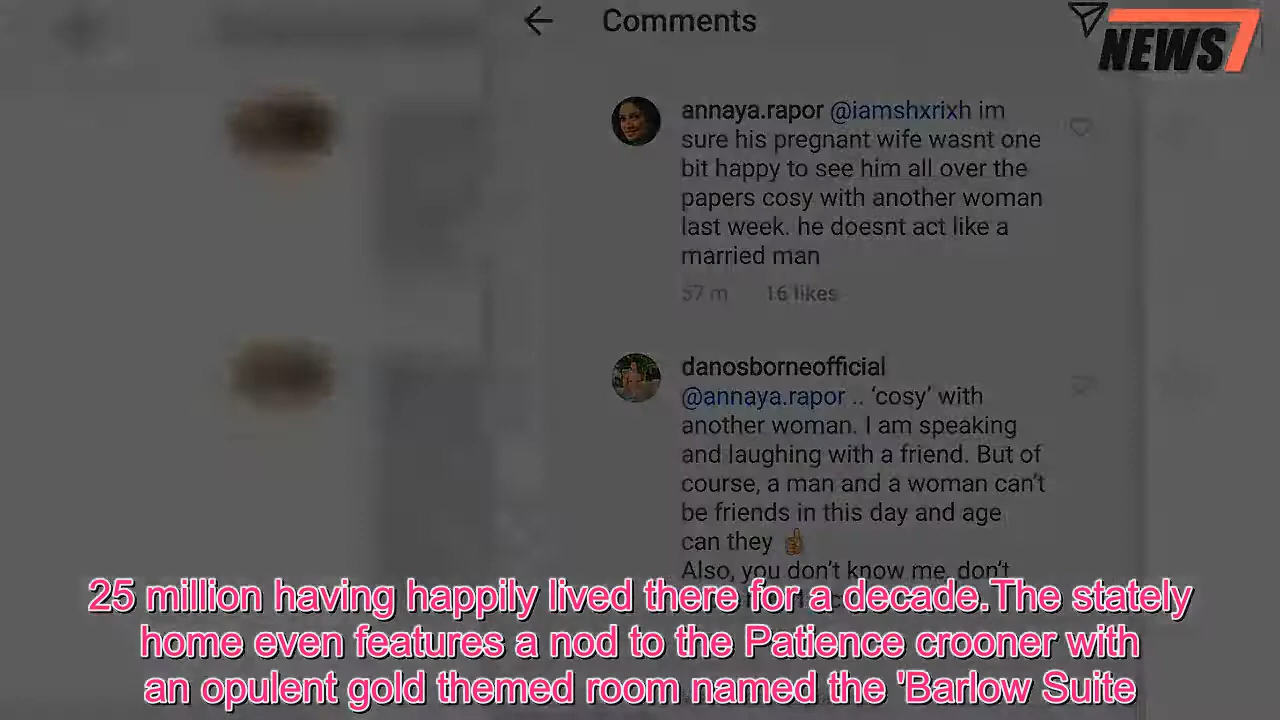 Comments
NEWS7
annaya.rapor @iamshxrixh im
sure his pregnant wife wasnt one
bit happy to see him all over the
papers cosy with another woman
last week. he doesnt act like a
married man
57 m 16 likes
danosborneofficial
@annaya.rapor .. ‘cosy’ with
another woman. I am speaking
and laughing with a friend. But of
course, a man and a woman can’t
be friends in this day and age
can they 👍
Also, you don’t know me, don’t
25 million having happily lived there for a decade.The stately
home even features a nod to the Patience crooner with
an opulent gold themed room named the 'Barlow Suite